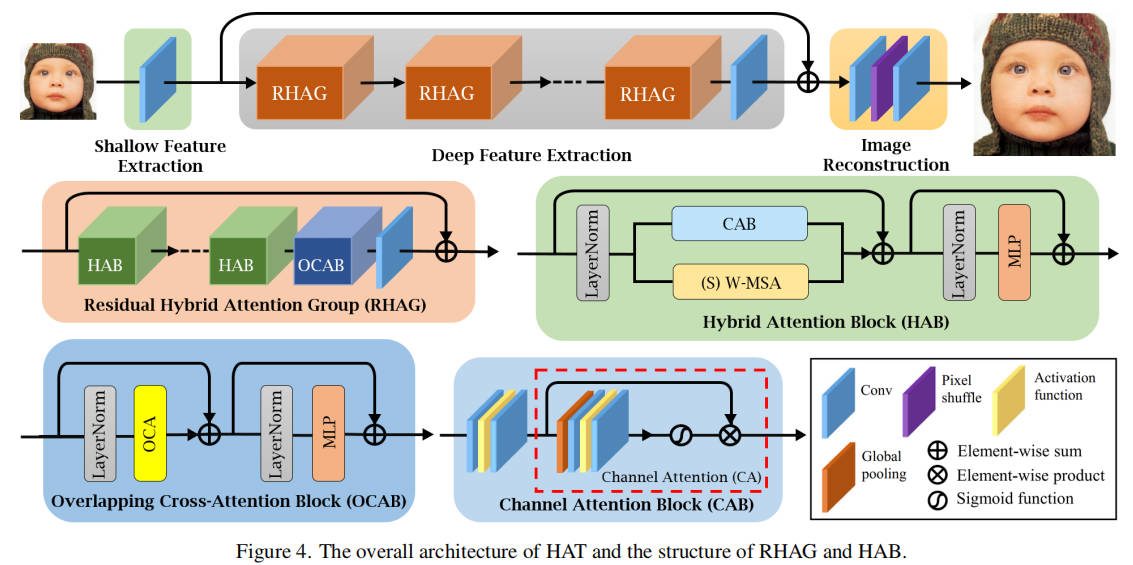 RHAG
RHAG
RHAG
Shallow Feature
Extraction
Deep Feature Extraction
Image
Reconstruction
HAB
HAB
OCAB
Residual Hybrid Attention Group (RHAG)
LayerNorm
CAB
(S) W-MSA
LayerNorm
MLP
Hybrid Attention Block (HAB)
LayerNorm
OCA
LayerNorm
MLP
Overlapping Cross-Attention Block (OCAB)
Channel Attention (CA)
Channel Attention Block (CAB)
Conv
Pixel
shuffle
Activation
function
Global
pooling
Element-wise sum
Element-wise product
Sigmoid function
Figure 4. The overall architecture of HAT and the structure of RHAG and HAB.